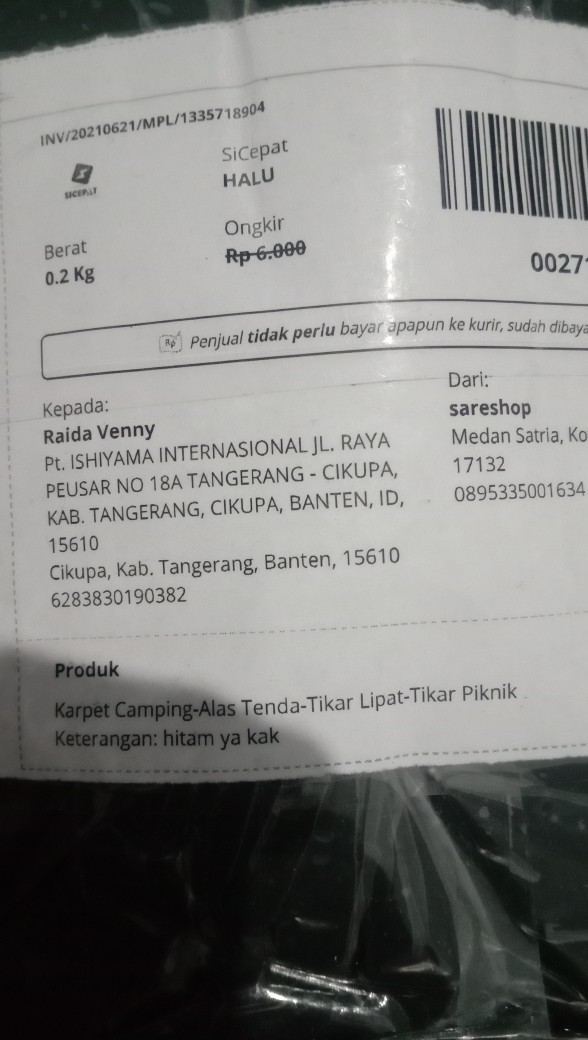 INV/20210621/MPL/1335718904
SICEPAT
SiCepat
HALU
Berat
0.2 Kg
Ongkir
Rp 6.000
0027
Rp Penjual tidak perlu bayar apapun ke kurir, sudah dibaya
Kepada:
Raida Venny
Pt. ISHIYAMA INTERNASIONAL JL. RAYA
PEUSAR NO 18A TANGERANG - CIKUPA,
KAB. TANGERANG, CIKUPA, BANTEN, ID,
15610
Cikupa, Kab. Tangerang, Banten, 15610
6283830190382
Dari:
sareshop
Medan Satria, Ko
17132
0895335001634
Produk
Karpet Camping-Alas Tenda-Tikar Lipat-Tikar Piknik
Keterangan: hitam ya kak